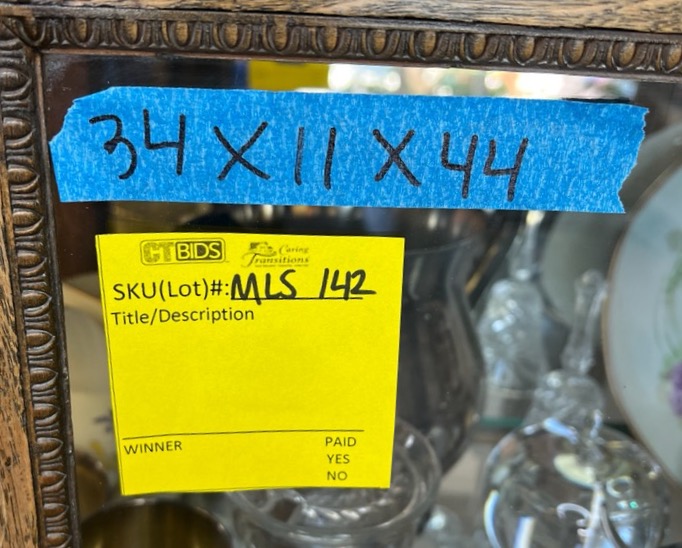 34 X 11 X 44
CTBIDS Caring Transitions
SKU(Lot)#: MLS 142
Title/Description
WINNER PAID
YES
NO